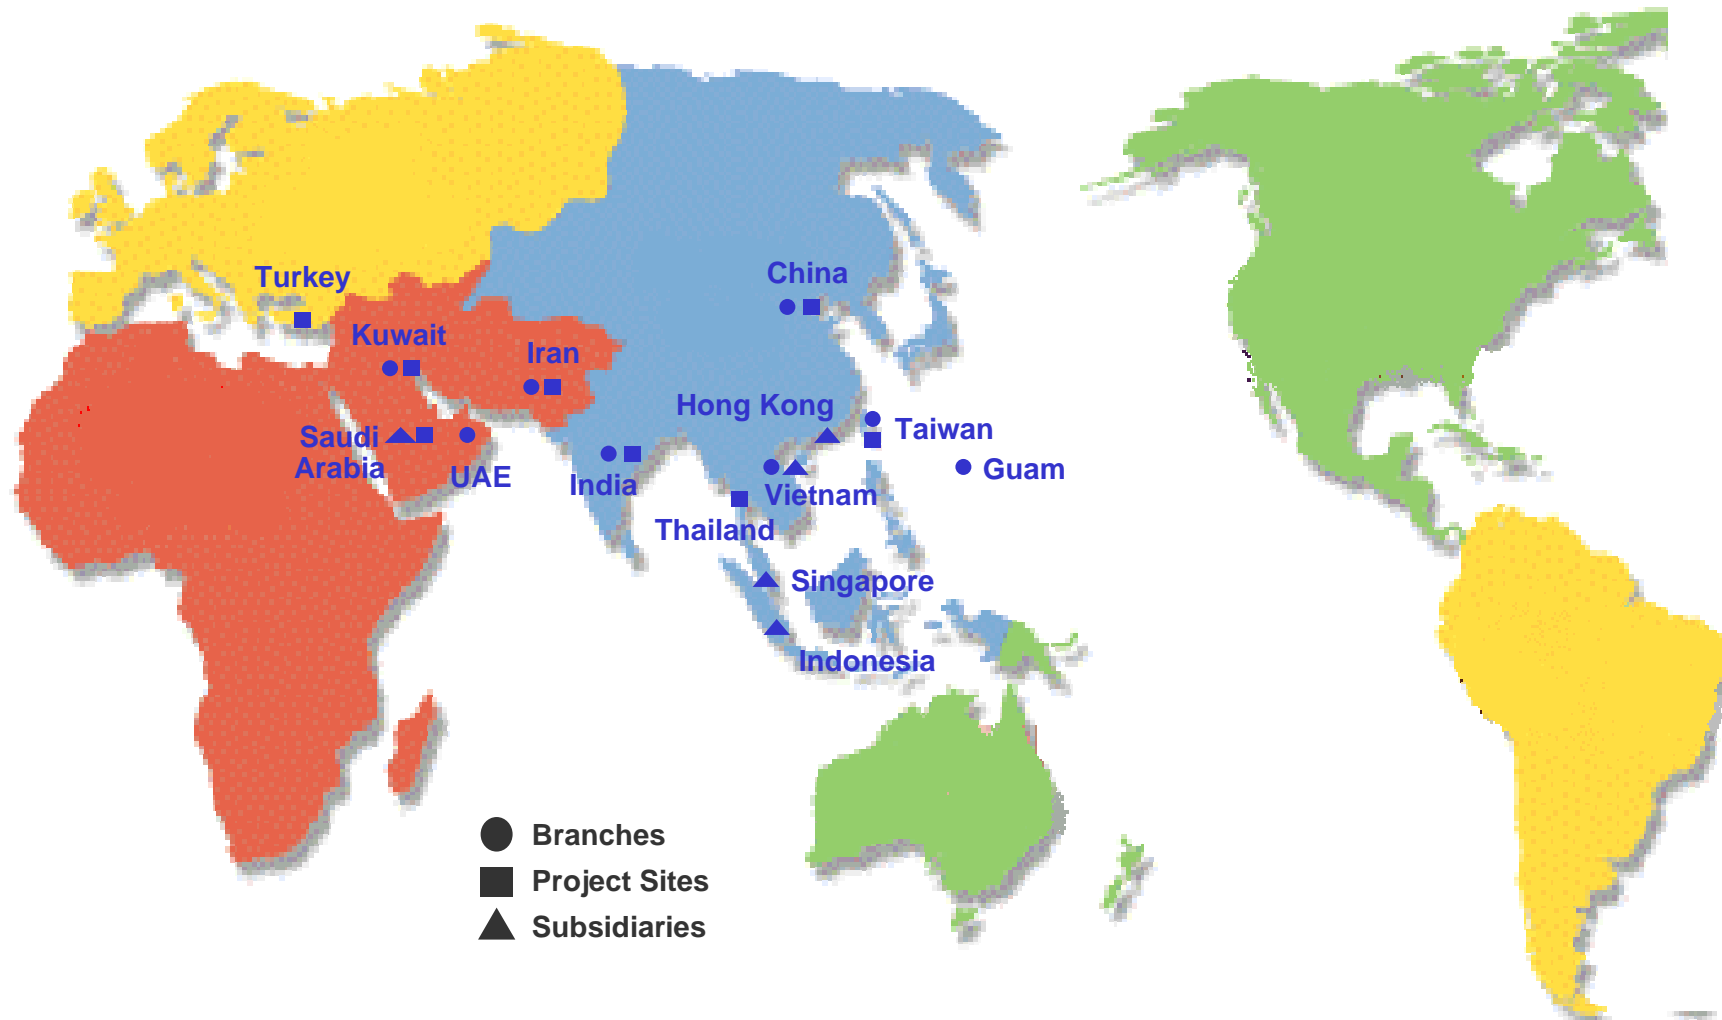 Turkey
China
Kuwait
Iran
Hong Kong
Taiwan
Saudi
Arabia
UAE
India
Vietnam
Guam
Thailand
Singapore
Indonesia
Branches
Project Sites
Subsidiaries